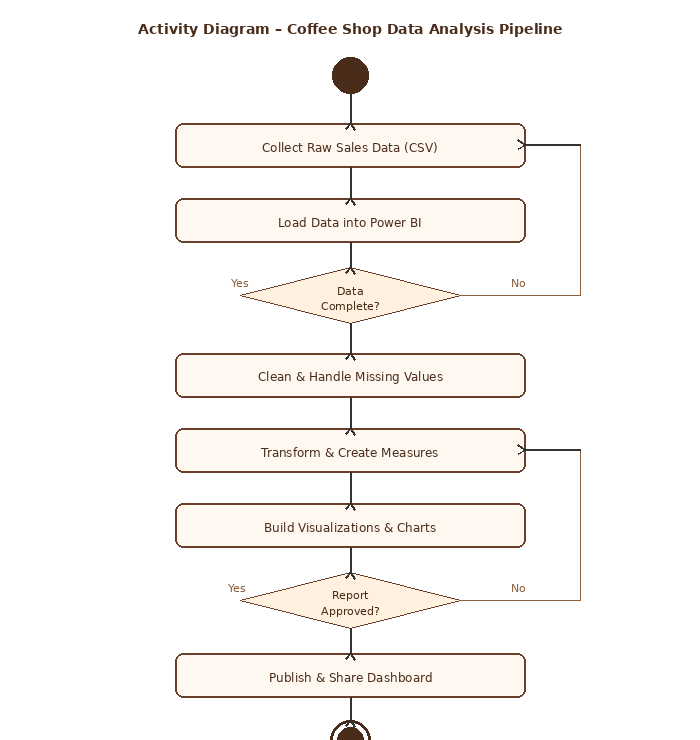 Activity Diagram – Coffee Shop Data Analysis Pipeline
Collect Raw Sales Data (CSV)
Load Data into Power BI
Yes
No
Data
Complete?
Clean & Handle Missing Values
Transform & Create Measures
Build Visualizations & Charts
Yes
No
Report
Approved?
Publish & Share Dashboard